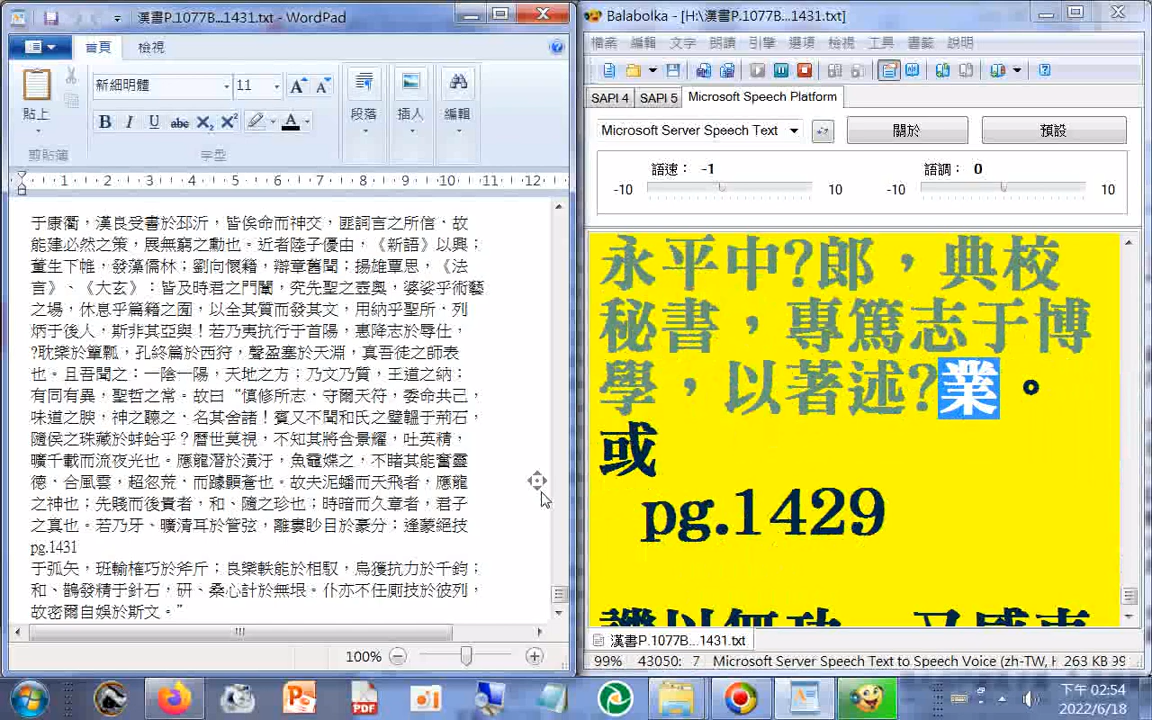 漢書P.1077B...1431.txt - WordPad
首頁
檢視
貼上
剪貼簿
新細明體
11
字型
段落
插人
編輯
1 2 3 4 5 6 7 8 9 10 11 12
于康衢，漢良受書於邳沂，皆俟命而神交，匪詞言之所信，故
能建必然之策，展無窮之勳也。近者陸子優由，《新語》以興；
董生下帷，發藻儒林；劉向懷籍，辯章舊聞；揚雄覃思，《法
言》、《大玄》：皆及時君之門闈，究先聖之壺奧，婆娑乎術藝
之場，休息乎篇籍之囿，以全其質而發其文，用納乎聖所，列
炳于後人，斯非其亞與！若乃夷抗行于首陽，惠降志於辱仕，
?耽樂於簞瓢，孔終篇於西狩，聲盈塞於天淵，真吾徒之師表
也。且吾聞之：一陰一陽，天地之方；乃文乃質，王道之綱；
有同有異，聖哲之常。故曰“慎修所志，守爾天符，委命共己，
味道之腴，神之聽之，名其舍諸！賓又不聞和氏之璧韞于荊石，
隨侯之珠藏於蚌蛤乎？曆世莫視，不知其將含景耀，吐英精，
曠千載而流夜光也。應龍潛於潢汙，魚黿媟之，不睹其能奮靈
德，合風雲，超忽荒，而躆顥蒼也。故夫泥蟠而天飛者，應龍
之神也；先賤而後貴者，和、隨之珍也；時暗而久章者，君子
之真也。若乃牙、曠清耳於管弦，離婁眇目於豪分；逢蒙絕技
pg.1431
於弧矢，班輸榷巧於斧斤；良樂軼能於相馭，烏獲抗力於千鈞；
和、鵲發精于針石，研、桑心計於無垠。仆亦不任廁技於彼列，
故密爾自娛於斯文。”
100%
Balabolka - [H:\漢書P.1077B...1431.txt]
檔案 編輯 文字 朗讀 引擎 選項 檢視 工具 書籤 說明
SAPI 4 SAPI 5 Microsoft Speech Platform
Microsoft Server Speech Text
關於
預設
語速： -1
語調： 0
-10 10 -10 10
永平中?郎，典校
秘書，專篤志于博
學，以著述?業。
或
pg.1429
譏以無功，又感東
漢書P.1077B...1431.txt
99% 43050: 7 Microsoft Server Speech Text to Speech Voice (zh-TW, H 263 KB 99
下午 02:54
2022/6/18